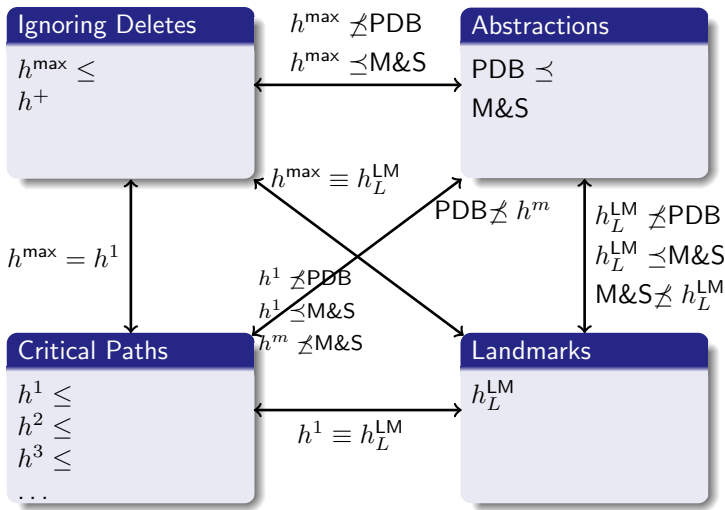 Ignoring Deletes
h^max ≤
h^+
h^max ⋠PDB
h^max ⪯M&S
Abstractions
PDB ⪯
M&S
h^max ≡ h_L^LM
PDB⋠ h^m
h^max = h^1
h^1 ⋠PDB
h^1 ⪯M&S
h^m ⋠M&S
h_L^LM ⋠PDB
h_L^LM ⪯M&S
M&S⋠ h_L^LM
Critical Paths
h^1 ≤
h^2 ≤
h^3 ≤
...
h^1 ≡ h_L^LM
Landmarks
h_L^LM